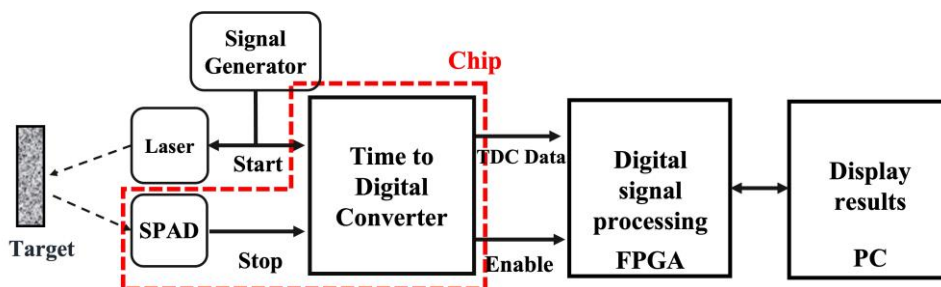 Signal
Generator
Chip
Laser
Start
Time to
Digital
Converter
TDC Data
Digital
signal
processing
FPGA
Display
results
PC
SPAD
Target
Stop
Enable